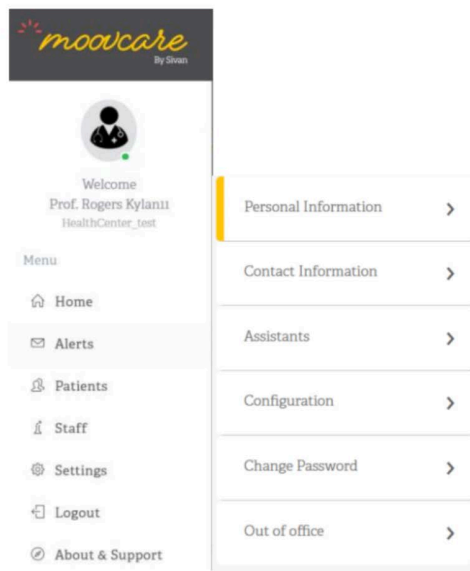 moovcare
By Sivan
Welcome
Prof. Rogers Kylan11
HealthCenter_test
Menu
Home
Alerts
Patients
Staff
Settings
Logout
About & Support
Personal Information
Contact Information
Assistants
Configuration
Change Password
Out of office